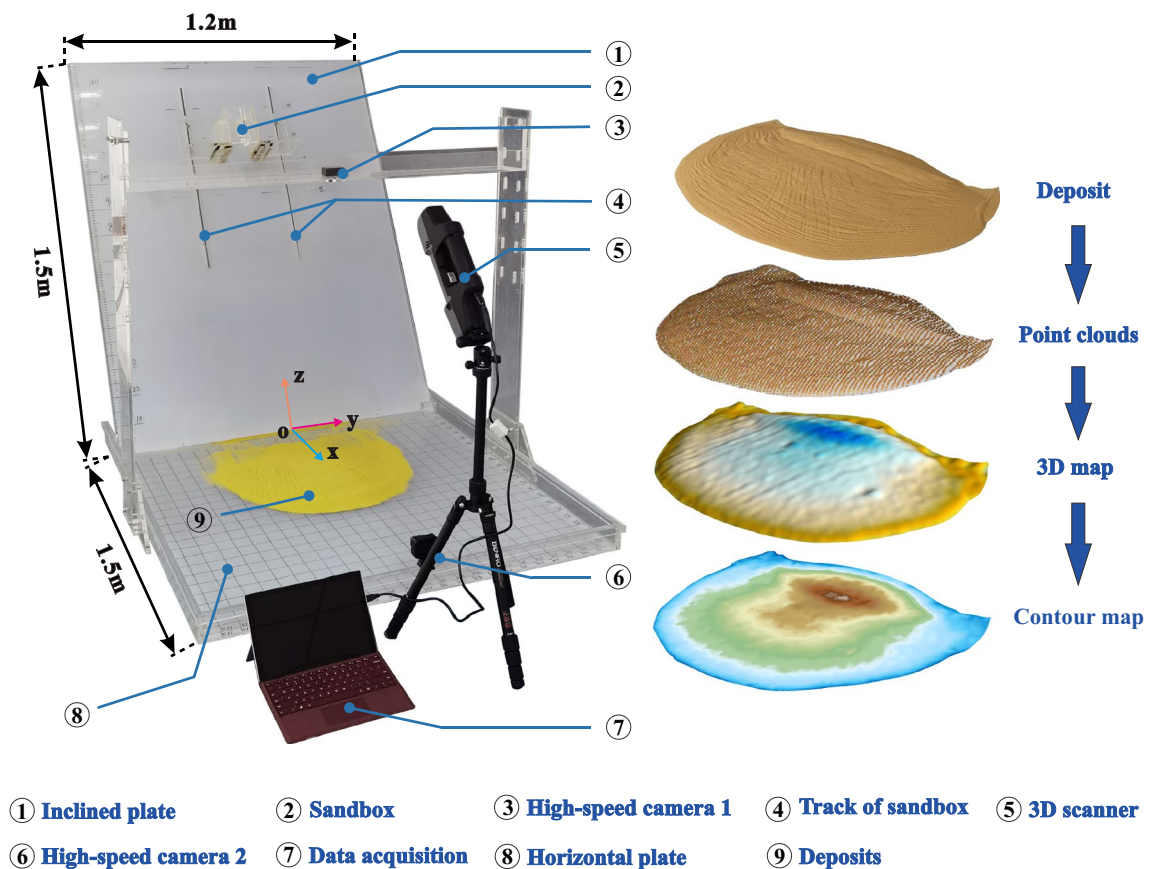 1.2m
①
②
③
④
⑤
⑥
⑦
⑧
⑨
1.5m
1.5m
z
y
o
x
Deposit
Point clouds
3D map
Contour map
① Inclined plate
② Sandbox
③ High-speed camera 1
④ Track of sandbox
⑤ 3D scanner
⑥ High-speed camera 2
⑦ Data acquisition
⑧ Horizontal plate
⑨ Deposits